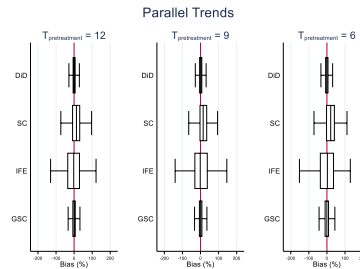 Parallel Trends
Tpretreatment = 12
Tpretreatment = 9
Tpretreatment = 6
DiD
SC
IFE
GSC
-200 -100 0 100 200
Bias (%)
DiD
SC
IFE
GSC
-200 -100 0 100 200
Bias (%)
DiD
SC
IFE
GSC
-200 -100 0 100
Bias (%)